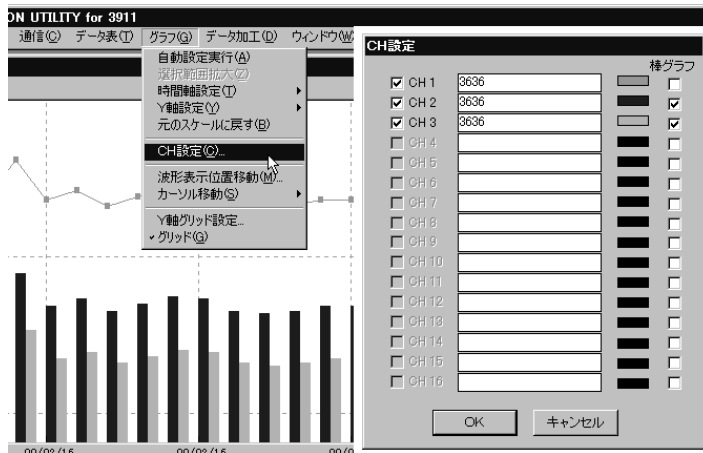 ON UTILITY for 3911
通信(C) データ表(T) グラフ(G) データ加工(D) ウィンドウ(W)
自動設定実行(A)
選択範囲拡大(Z)
時間軸設定(T)
Y軸設定(Y)
元のスケールに戻す(B)
CH設定(C)...
波形表示位置移動(M)...
カーソル移動(S)
Y軸グリッド設定...
グリッド(G)
CH設定
棒グラフ
CH 1 3636
CH 2 3636
CH 3 3636
CH 4
CH 5
CH 6
CH 7
CH 8
CH 9
CH 10
CH 11
CH 12
CH 13
CH 14
CH 15
CH 16
OK キャンセル